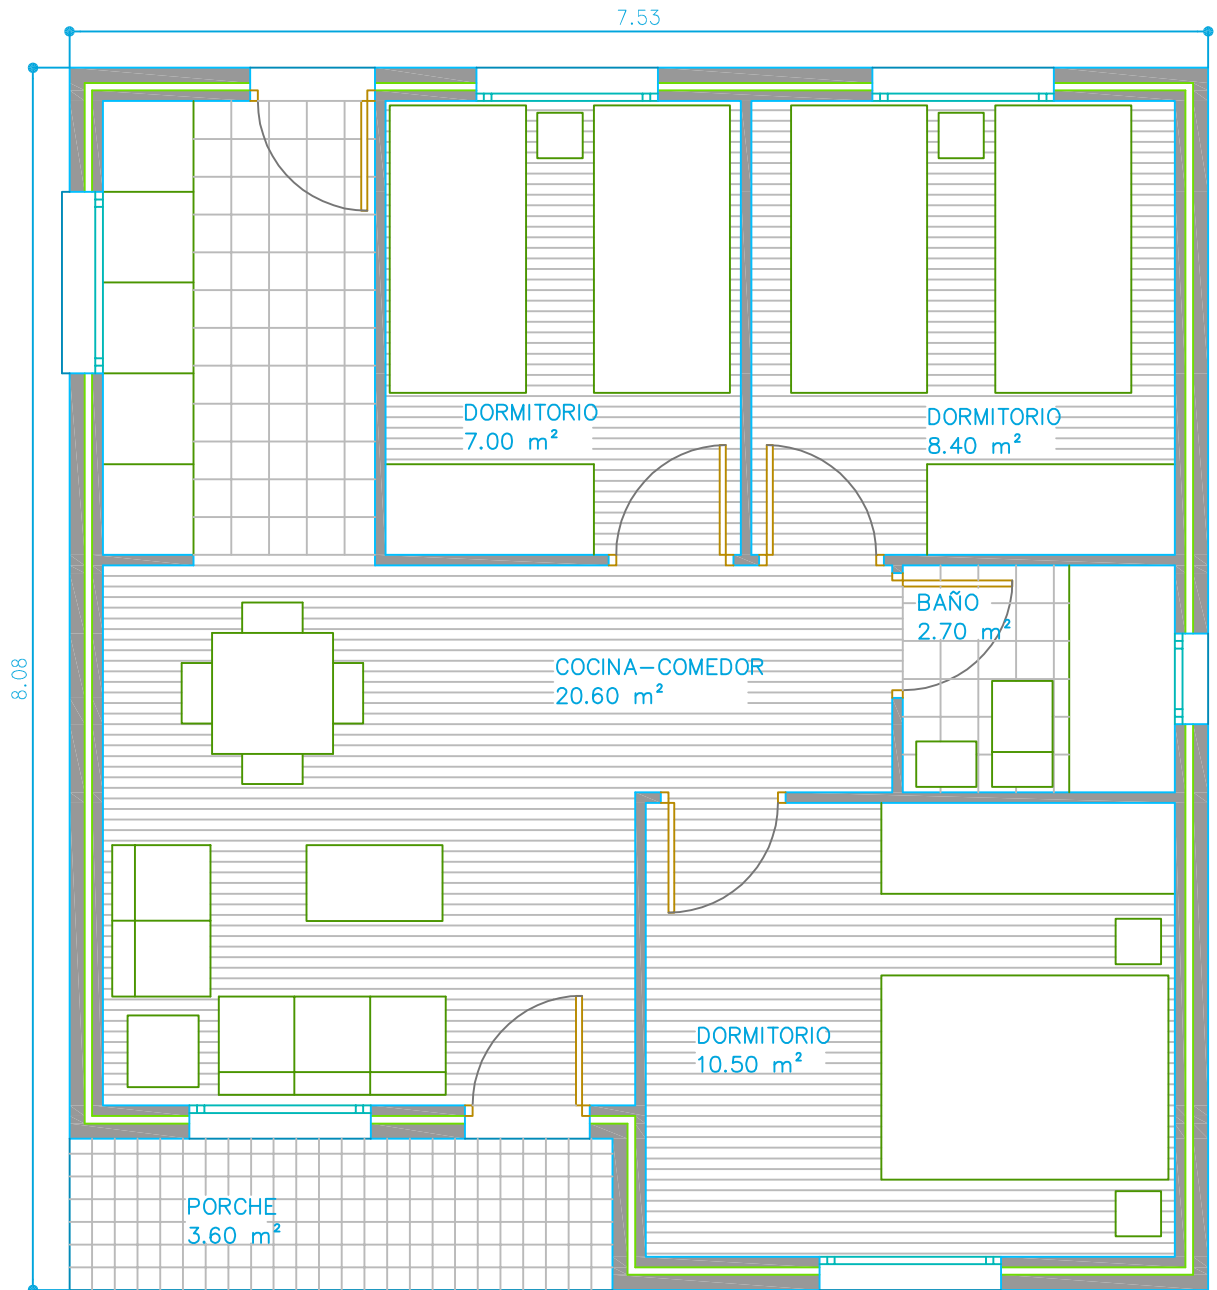 7.53
DORMITORIO
7.00 m²
DORMITORIO
8.40 m²
BAÑO
2.70 m²
COCINA-COMEDOR
20.60 m²
8.08
DORMITORIO
10.50 m²
PORCHE
3.60 m²